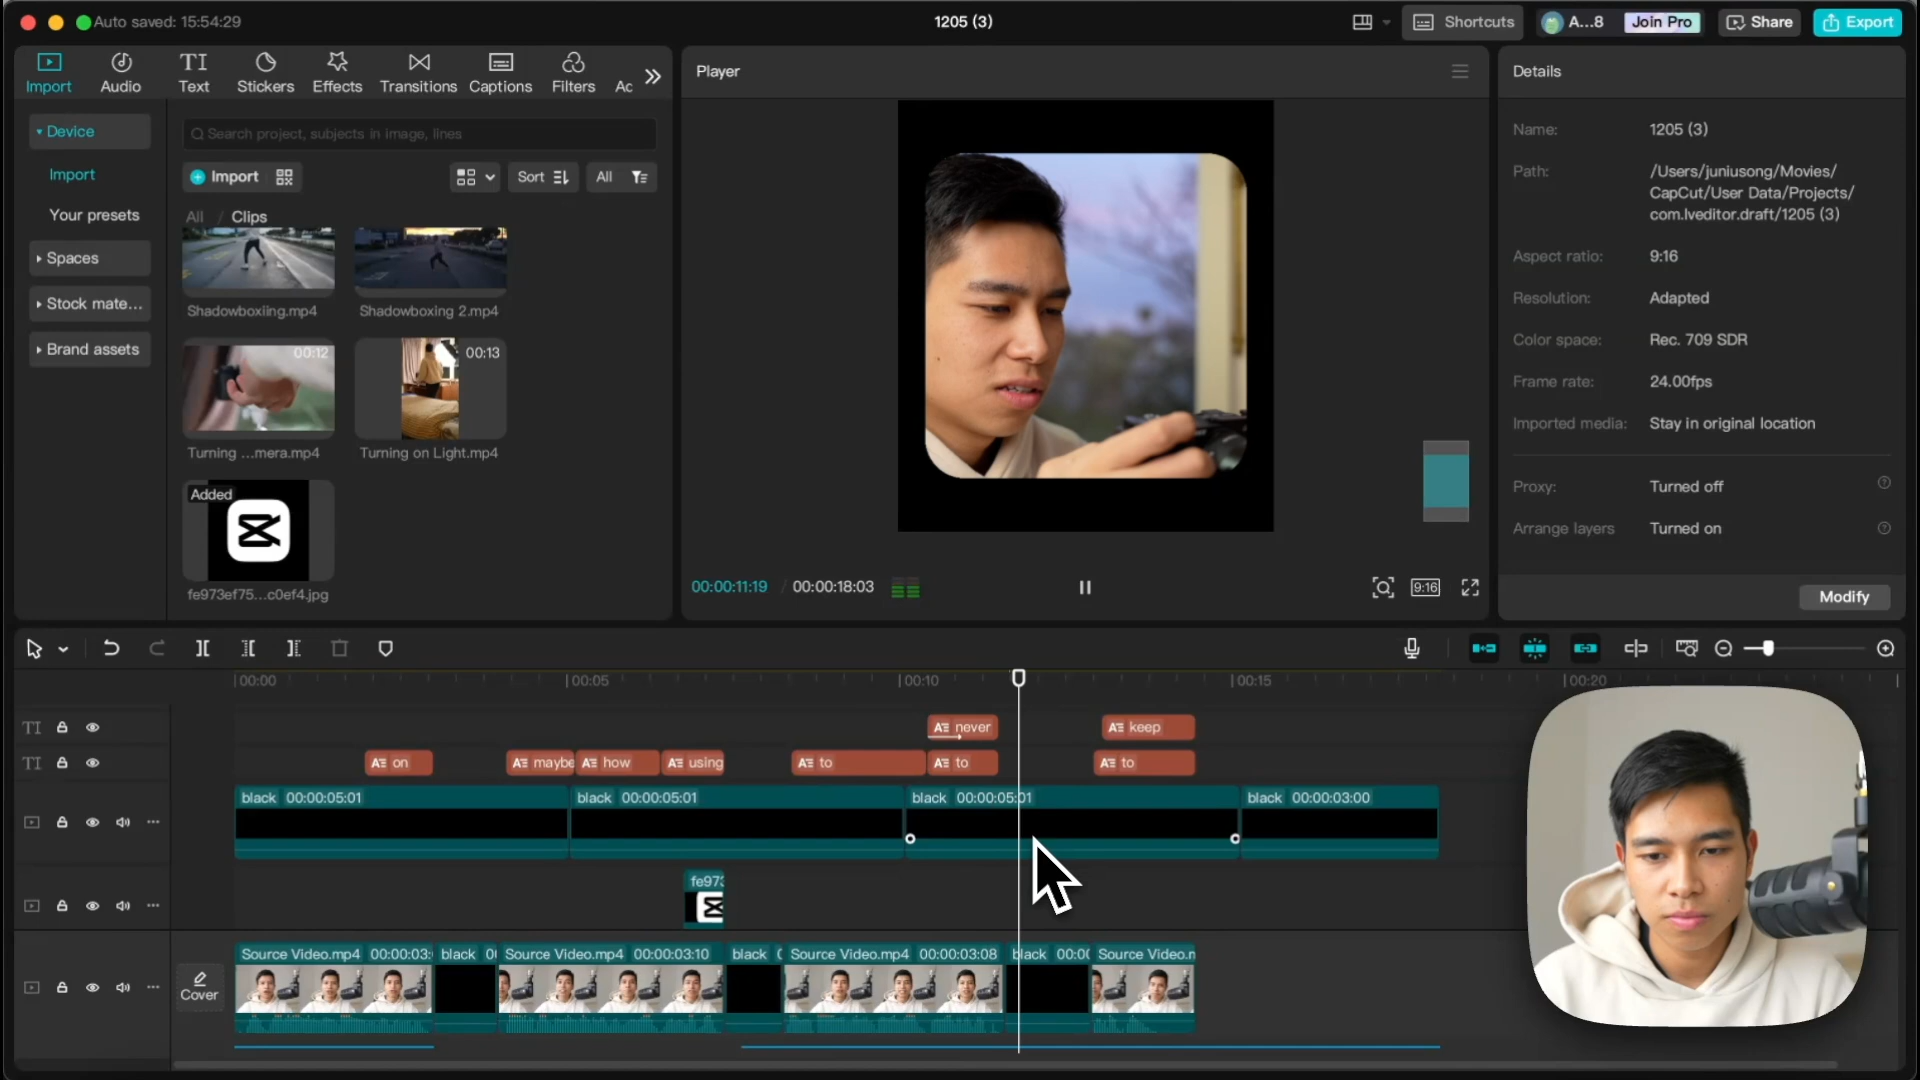 Auto saved: 15:54:29
1205 (3)
Shortcuts
A...8
Join Pro
Share
Export
Import
Audio
TI
Text
Stickers
Effects
Transitions
Captions
Filters
Ac
Player
Details
Device
Import
Your presets
Spaces
Stock mate...
Brand assets
Search project, subjects in image, lines
Import
Sort
All
All / Clips
Shadowboxiing.mp4
Shadowboxing 2.mp4
00:12
00:13
Turning ...mera.mp4
Turning on Light.mp4
Added
fe973ef75...c0ef4.jpg
00:00:11:19 / 00:00:18:03
9:16
Name: 1205 (3)
Path: /Users/juniusong/Movies/
CapCut/User Data/Projects/
com.lveditor.draft/1205 (3)
Aspect ratio: 9:16
Resolution: Adapted
Color space: Rec. 709 SDR
Frame rate: 24.00fps
Imported media: Stay in original location
Proxy: Turned off
Arrange layers Turned on
Modify
00:00
00:05
00:10
00:15
00:20
TI
never
keep
TI
on
maybe
how
using
to
to
to
black 00:00:05:01
black 00:00:05:01
black 00:00:05:01
black 00:00:03:00
fe973
Cover
Source Video.mp4 00:00:03:
black 00
Source Video.mp4 00:00:03:10
black
Source Video.mp4 00:00:03:08
black 00:00
Source Video.m